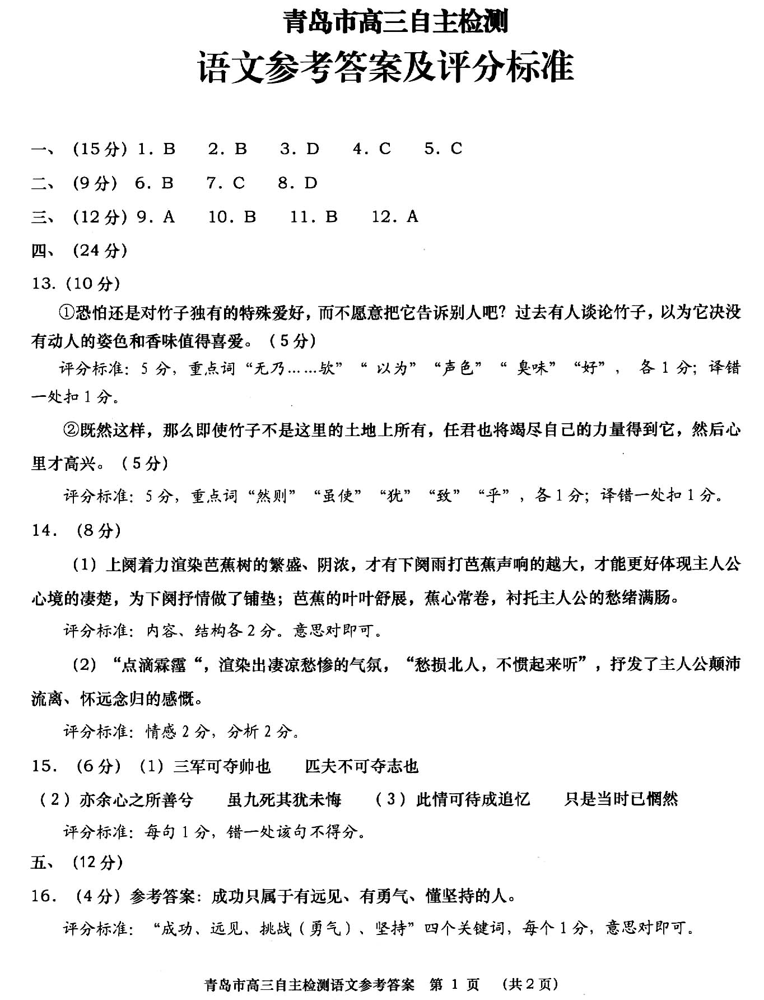 青岛市高三自主检测
语文参考答案及评分标准
一、（15分）1．B　2．B　3．D　4．C　5．C
二、（9分）6．B　7．C　8．D
三、（12分）9．A　10．B　11．B　12．A
四、（24分）
13.（10分）
①恐怕还是对竹子独有的特殊爱好，而不愿意把它告诉别人吧？过去有人谈论竹子，以为它决没
有动人的姿色和香味值得喜爱。（5分）
评分标准：5分，重点词“无乃……欤”“以为”“声色”“臭味”“好”，各1分；译错
一处扣1分。
②既然这样，那么即使竹子不是这里的土地上所有，任君也将竭尽自己的力量得到它，然后心
里才高兴。（5分）
评分标准：5分，重点词“然则”“虽使”“犹”“致”“乎”，各1分；译错一处扣1分。
14．（8分）
（1）上阕着力渲染芭蕉树的繁盛、阴浓，才有下阕雨打芭蕉声响的越大，才能更好体现主人公
心境的凄楚，为下阕抒情做了铺垫；芭蕉的叶叶舒展，蕉心常卷，衬托主人公的愁绪满肠。
评分标准：内容、结构各2分。意思对即可。
（2）“点滴霖霪“，渲染出凄凉愁惨的气氛，“愁损北人，不惯起来听”，抒发了主人公颠沛
流离、怀远念归的感慨。
评分标准：情感2分，分析2分。
15．（6分）（1）三军可夺帅也　匹夫不可夺志也
（2）亦余心之所善兮　虽九死其犹未悔　（3）此情可待成追忆　只是当时已惘然
评分标准：每句1分，错一处该句不得分。
五、（12分）
16．（4分）参考答案：成功只属于有远见、有勇气、懂坚持的人。
评分标准：“成功、远见、挑战（勇气）、坚持”四个关键词，每个1分，意思对即可。
青岛市高三自主检测语文参考答案　第 1 页　（共2页）